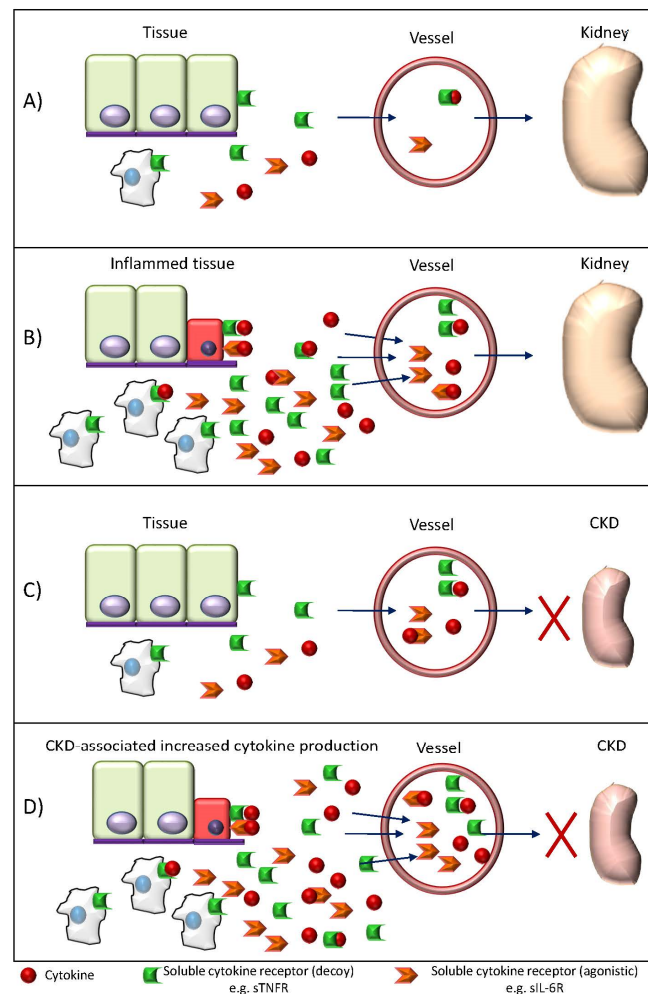 A)
Tissue
Vessel
Kidney
B)
Inflammed tissue
Vessel
Kidney
C)
Tissue
Vessel
CKD
D)
CKD-associated increased cytokine production
Vessel
CKD
Cytokine
Soluble cytokine receptor (decoy)
e.g. sTNFR
Soluble cytokine receptor (agonistic)
e.g. sIL-6R